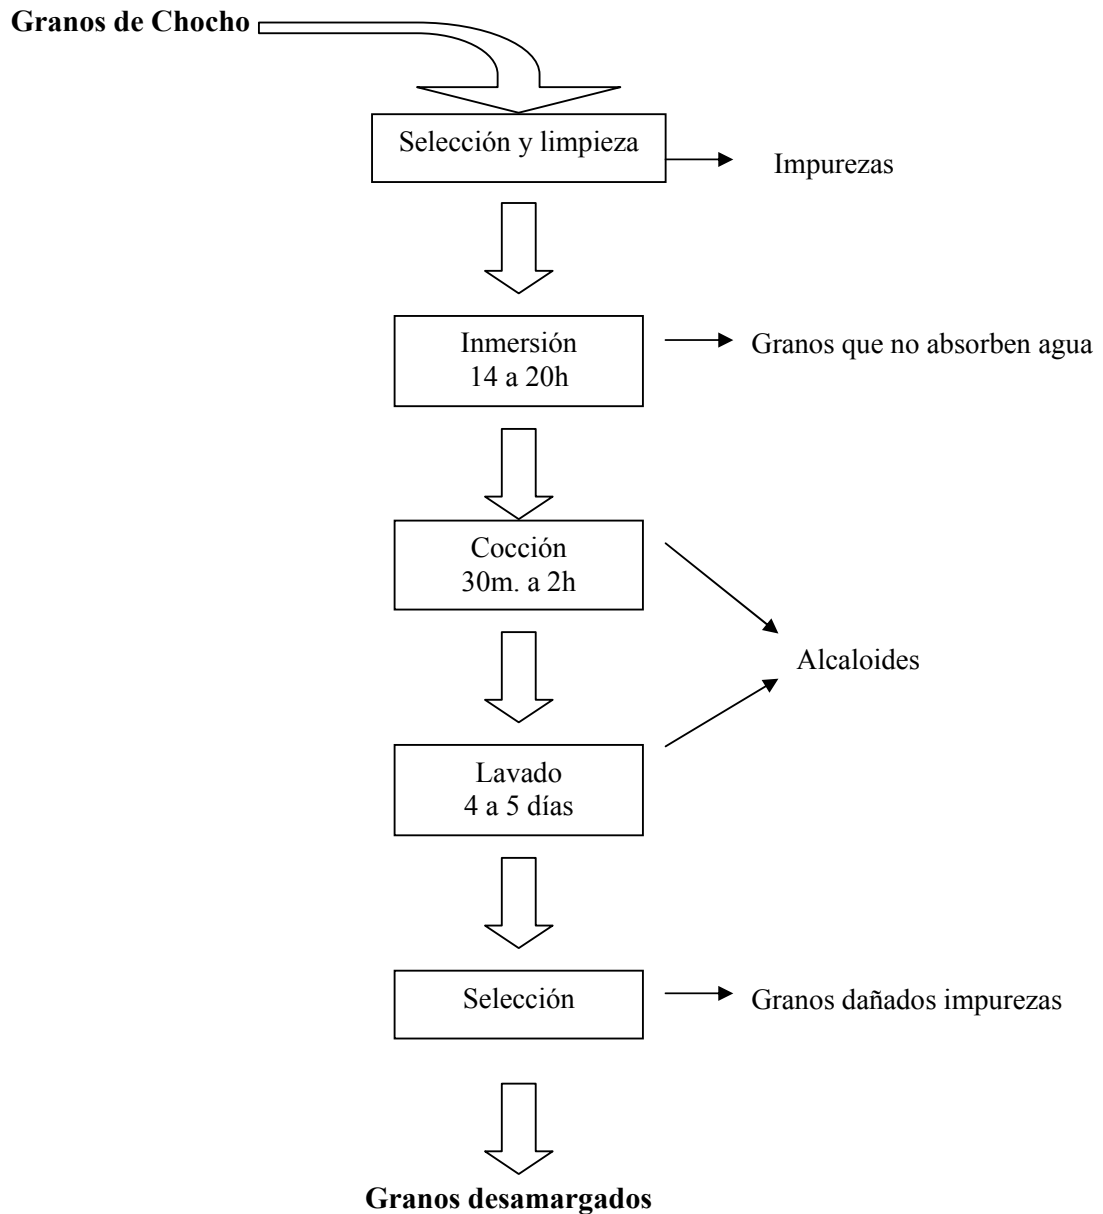 Granos de Chocho
Selección y limpieza
Impurezas
Inmersión
14 a 20h
Granos que no absorben agua
Cocción
30m. a 2h
Alcaloides
Lavado
4 a 5 días
Selección
Granos dañados impurezas
Granos desamargados